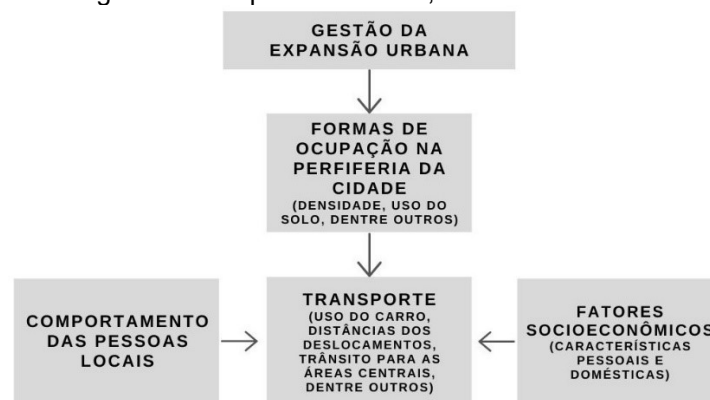 GESTÃO DA
EXPANSÃO URBANA
FORMAS DE
OCUPAÇÃO NA
PERFIFERIA DA
CIDADE
(DENSIDADE, USO DO
SOLO, DENTRE OUTROS)
COMPORTAMENTO
DAS PESSOAS
LOCAIS
TRANSPORTE
(USO DO CARRO,
DISTÂNCIAS DOS
DESLOCAMENTOS,
TRÂNSITO PARA AS
ÁREAS CENTRAIS,
DENTRE OUTROS)
FATORES
SOCIOECONÔMICOS
(CARACTERÍSTICAS
PESSOAIS E
DOMÉSTICAS)